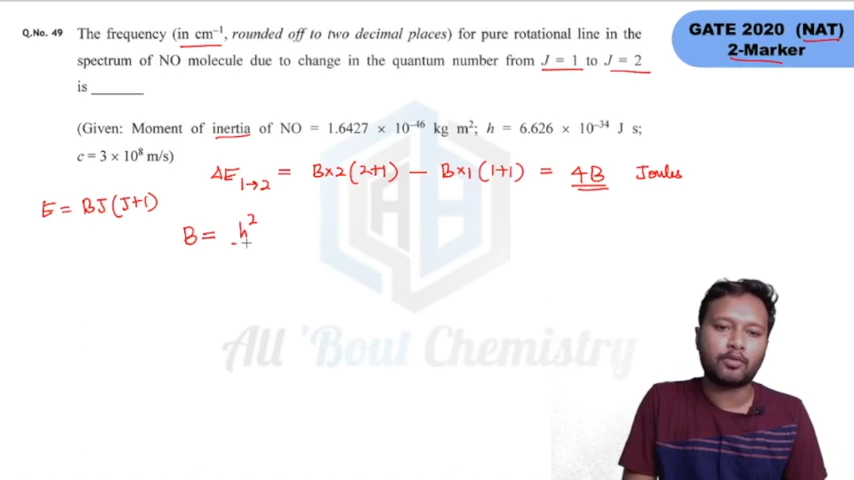 Q.No. 49 The frequency (in cm⁻¹, rounded off to two decimal places) for pure rotational line in the
spectrum of NO molecule due to change in the quantum number from J = 1 to J = 2
is ______
(Given: Moment of inertia of NO = 1.6427 × 10⁻⁴⁶ kg m²; h = 6.626 × 10⁻³⁴ J s;
c = 3 × 10⁸ m/s)
GATE 2020 (NAT)
2-Marker
ΔE₁→₂ = B×2(2+1) − B×1(1+1) = 4B Joules
E = BJ(J+1)
B = h²
All 'Bout Chemistry